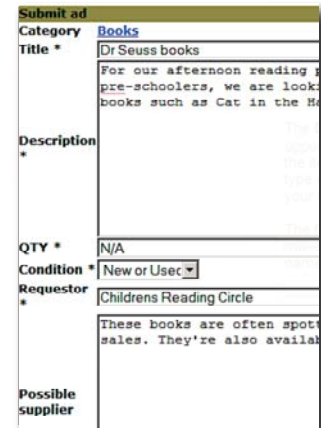 Submit ad
Category Books
Title * Dr Seuss books
For our afternoon reading
pre-schoolers, we are look
books such as Cat in the
Description
*
QTY * N/A
Condition * New or Used
Requestor
* Childrens Reading Circle
These books are often spott
sales. They're also availab
Possible
supplier